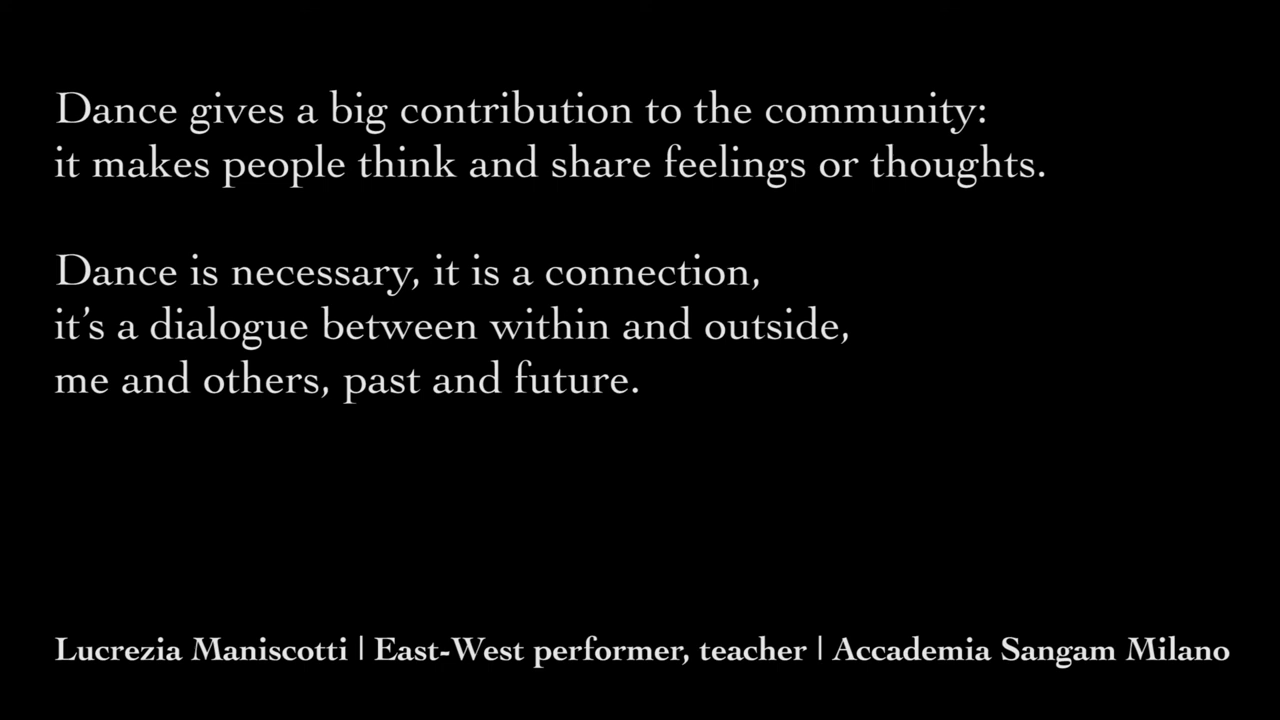 Dance gives a big contribution to the community:
it makes people think and share feelings or thoughts.
Dance is necessary, it is a connection,
it’s a dialogue between within and outside,
me and others, past and future.
Lucrezia Maniscotti | East-West performer, teacher | Accademia Sangam Milano